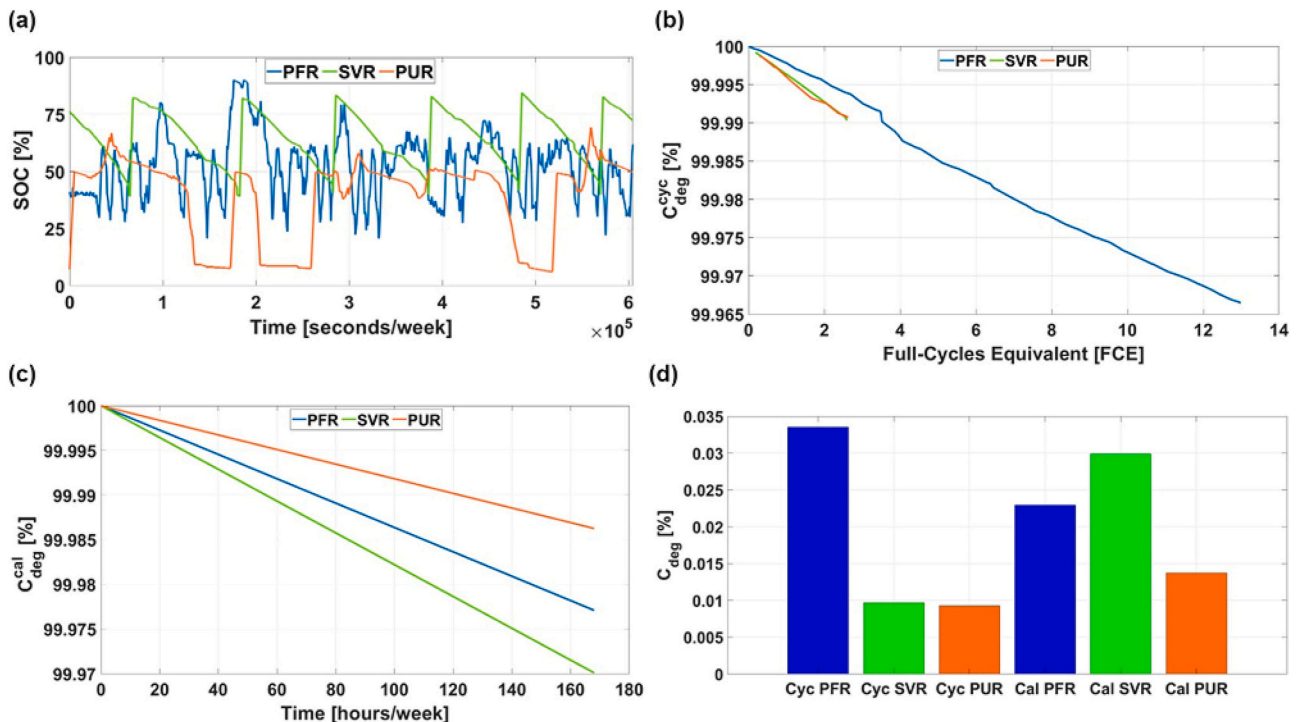 (a)
100
75
50
25
0
SOC [%]
PFR SVR PUR
0 1 2 3 4 5 6
Time [seconds/week]
×10⁵
(b)
100
99.995
99.99
99.985
99.98
99.975
99.97
99.965
C_deg^cyc [%]
PFR SVR PUR
0 2 4 6 8 10 12 14
Full-Cycles Equivalent [FCE]
(c)
100
99.995
99.99
99.985
99.98
99.975
99.97
C_deg^cal [%]
PFR SVR PUR
0 20 40 60 80 100 120 140 160 180
Time [hours/week]
(d)
0.035
0.03
0.025
0.02
0.015
0.01
0.005
0
C_deg [%]
Cyc PFR Cyc SVR Cyc PUR Cal PFR Cal SVR Cal PUR